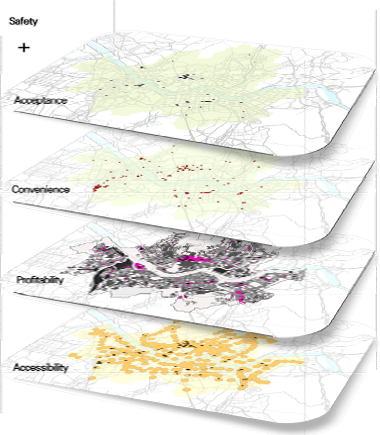 Safety
+
Acceptance
Convenience
Profitability
Accessibility